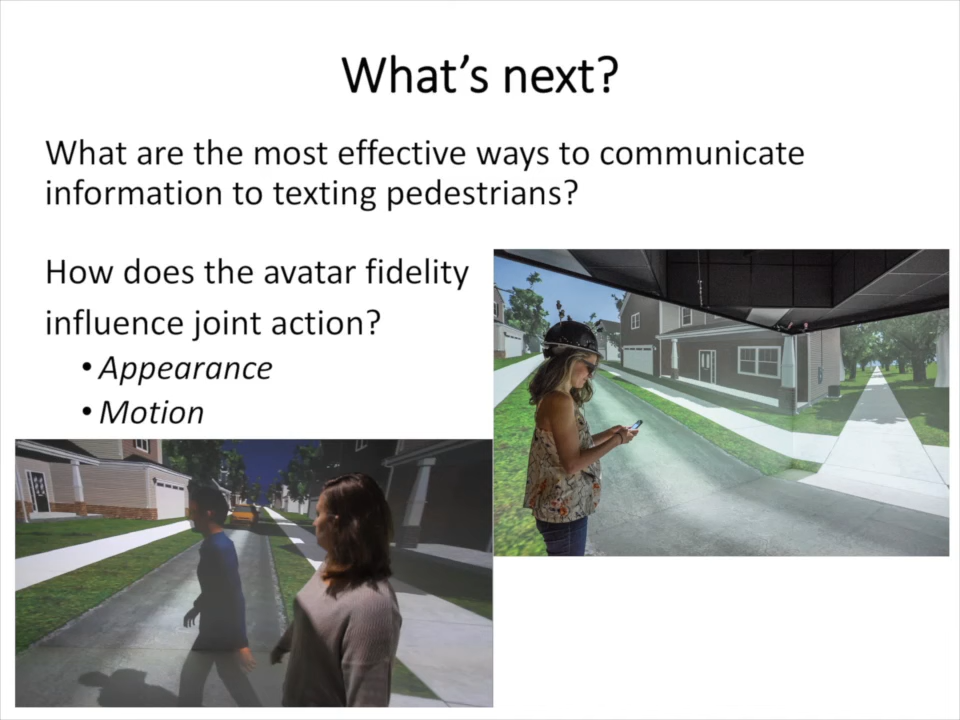 What's next?
What are the most effective ways to communicate
information to texting pedestrians?
How does the avatar fidelity
influence joint action?
• Appearance
• Motion